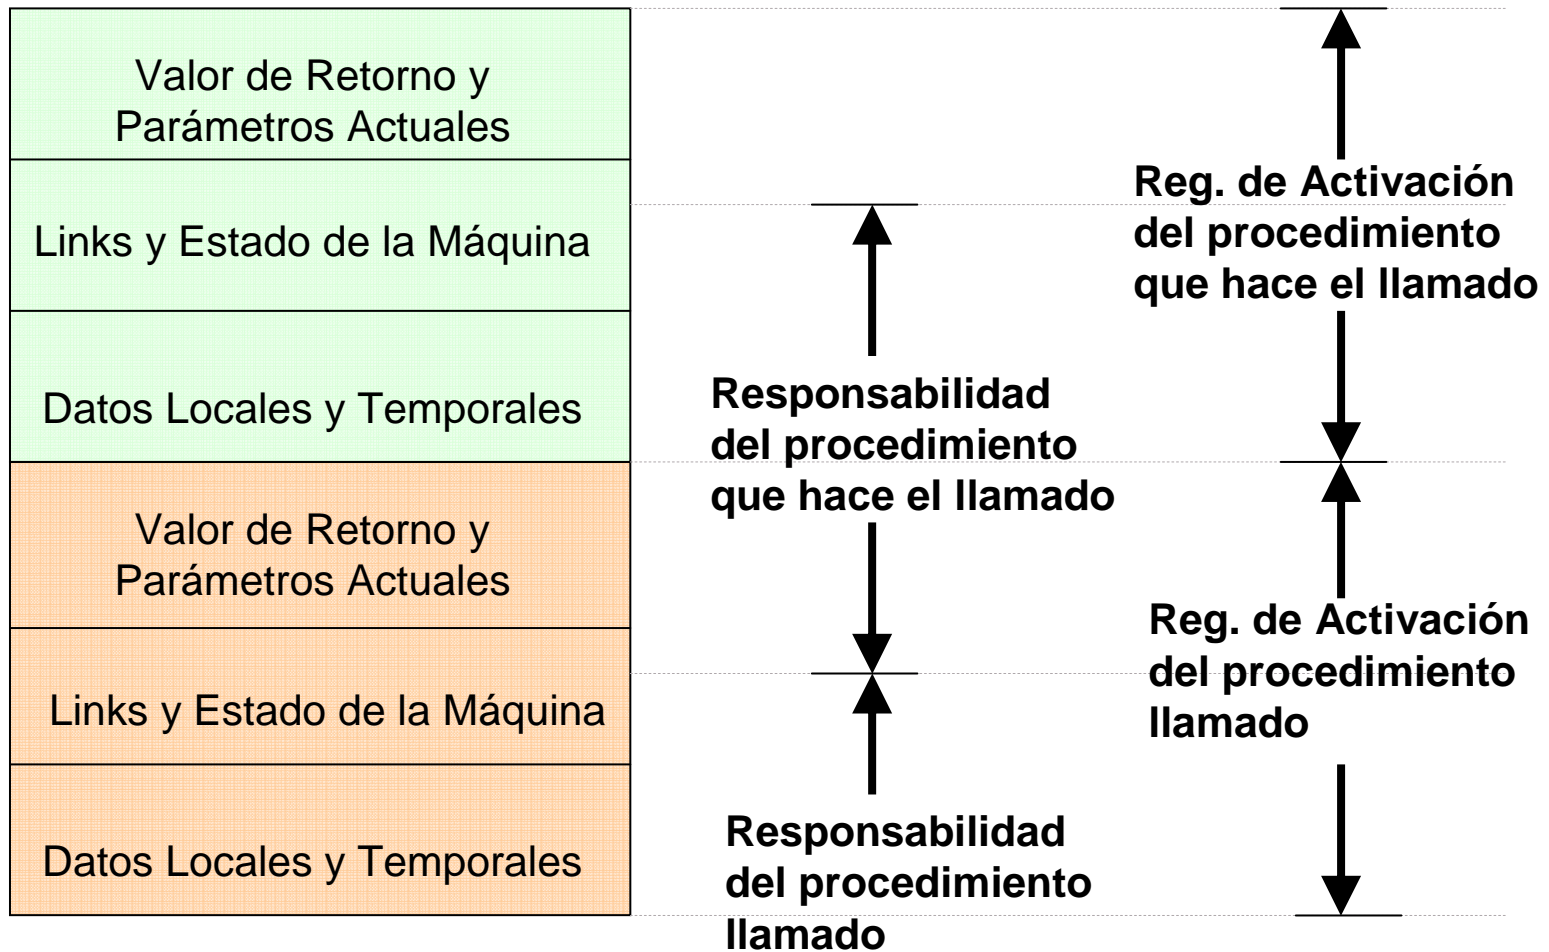 Valor de Retorno y
Parámetros Actuales
Links y Estado de la Máquina
Datos Locales y Temporales
Valor de Retorno y
Parámetros Actuales
Links y Estado de la Máquina
Datos Locales y Temporales
Responsabilidad
del procedimiento
que hace el llamado
Responsabilidad
del procedimiento
llamado
Reg. de Activación
del procedimiento
que hace el llamado
Reg. de Activación
del procedimiento
llamado